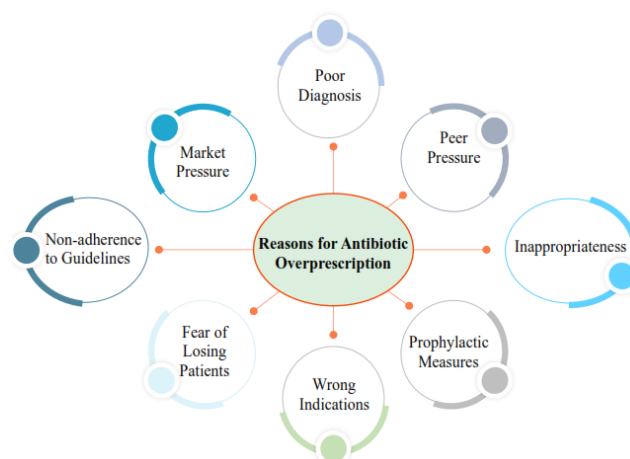 Poor
Diagnosis
Market
Pressure
Peer
Pressure
Non-adherence
to Guidelines
Reasons for Antibiotic
Overprescription
Inappropriateness
Fear of
Losing
Patients
Prophylactic
Measures
Wrong
Indications